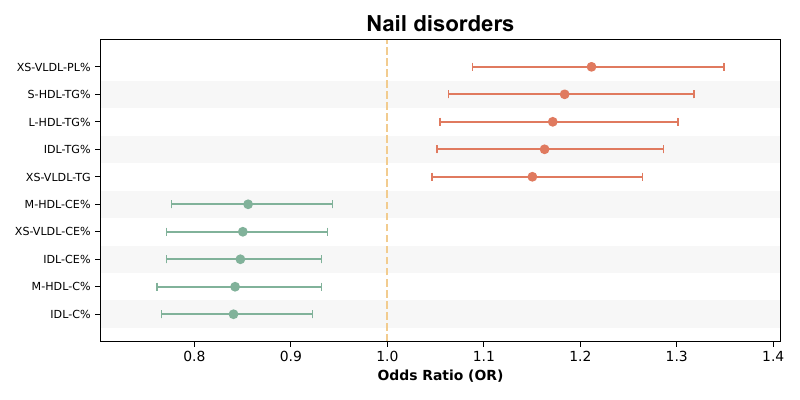 Nail disorders
XS-VLDL-PL%
S-HDL-TG%
L-HDL-TG%
IDL-TG%
XS-VLDL-TG
M-HDL-CE%
XS-VLDL-CE%
IDL-CE%
M-HDL-C%
IDL-C%
0.8 0.9 1.0 1.1 1.2 1.3 1.4
Odds Ratio (OR)